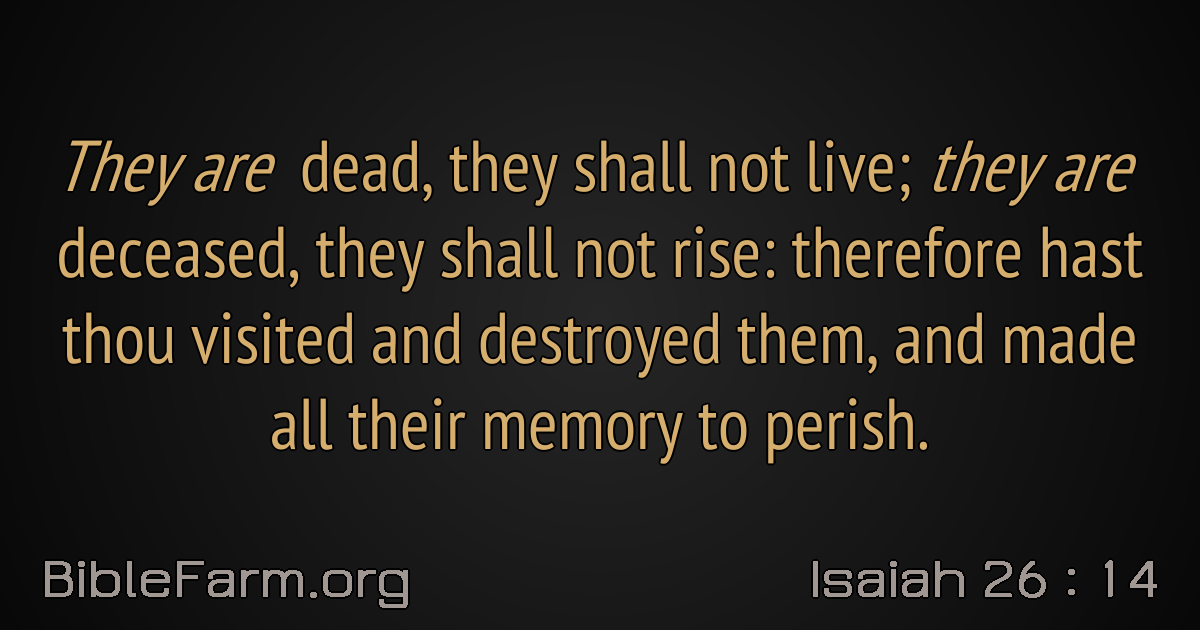 They are dead, they shall not live; they are
deceased, they shall not rise: therefore hast
thou visited and destroyed them, and made
all their memory to perish.
BibleFarm.org
Isaiah 26 : 14